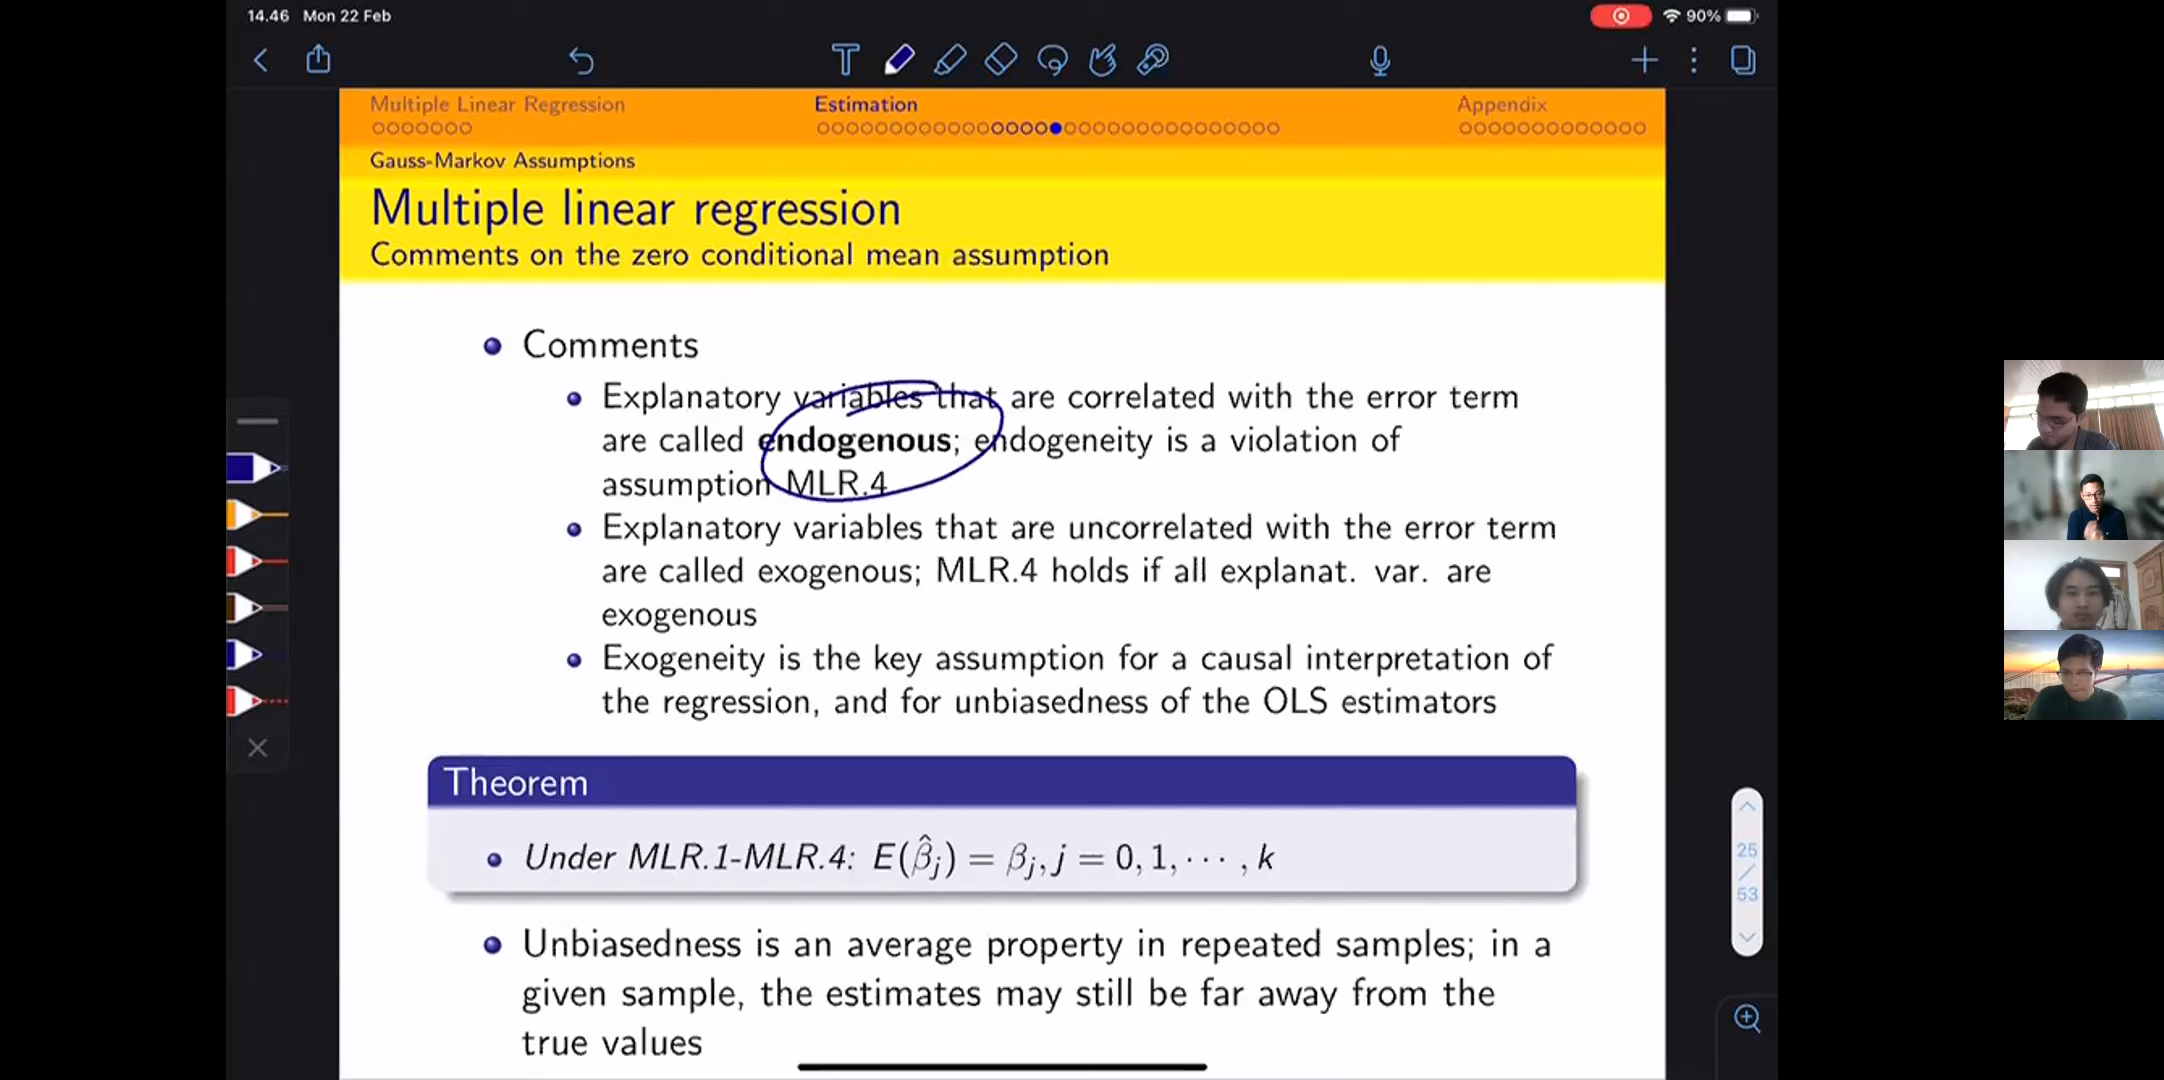 14.46 Mon 22 Feb
90%
Multiple Linear Regression
Estimation
Appendix
Gauss-Markov Assumptions
Multiple linear regression
Comments on the zero conditional mean assumption
Comments
Explanatory variables that are correlated with the error term
are called endogenous; endogeneity is a violation of
assumption MLR.4
Explanatory variables that are uncorrelated with the error term
are called exogenous; MLR.4 holds if all explanat. var. are
exogenous
Exogeneity is the key assumption for a causal interpretation of
the regression, and for unbiasedness of the OLS estimators
Theorem
Under MLR.1-MLR.4: E(β̂j) = βj, j = 0, 1, ⋯ , k
Unbiasedness is an average property in repeated samples; in a
given sample, the estimates may still be far away from the
true values
25
/
53